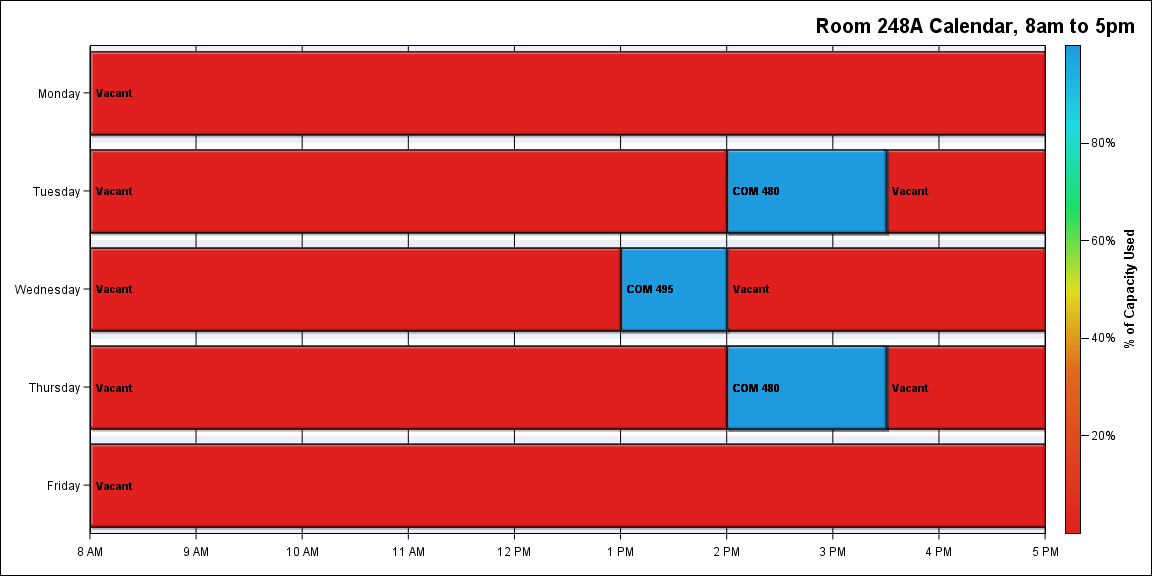 Room 248A Calendar, 8am to 5pm
Monday
Vacant
Tuesday
Vacant
COM 480
Vacant
Wednesday
Vacant
COM 495
Vacant
Thursday
Vacant
COM 480
Vacant
Friday
Vacant
8 AM
9 AM
10 AM
11 AM
12 PM
1 PM
2 PM
3 PM
4 PM
5 PM
80%
60%
40%
20%
% of Capacity Used